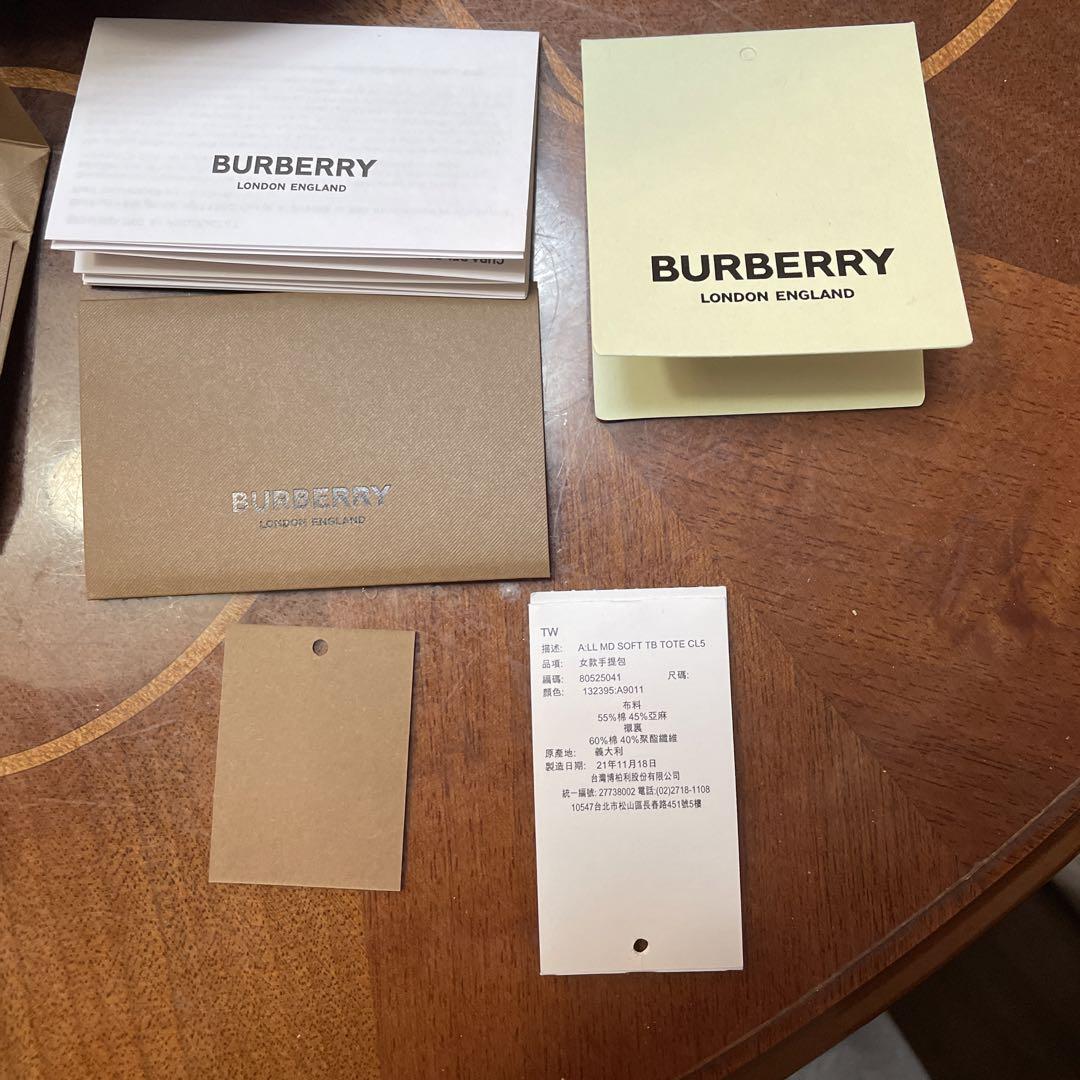 BURBERRY
LONDON ENGLAND
BURBERRY
LONDON ENGLAND
BURBERRY
LONDON ENGLAND
TW
描述: A:LL MD SOFT TB TOTE CL5
品項: 女款手提包
編碼: 80525041 尺碼:
顏色: 132395:A9011
布料
55%棉 45%亞麻
襯裏
60%棉 40%聚酯纖維
原產地: 義大利
製造日期: 21年11月18日
台灣博柏利股份有限公司
統一編號: 27738002 電話:(02)2718-1108
10547台北市松山區長春路451號5樓